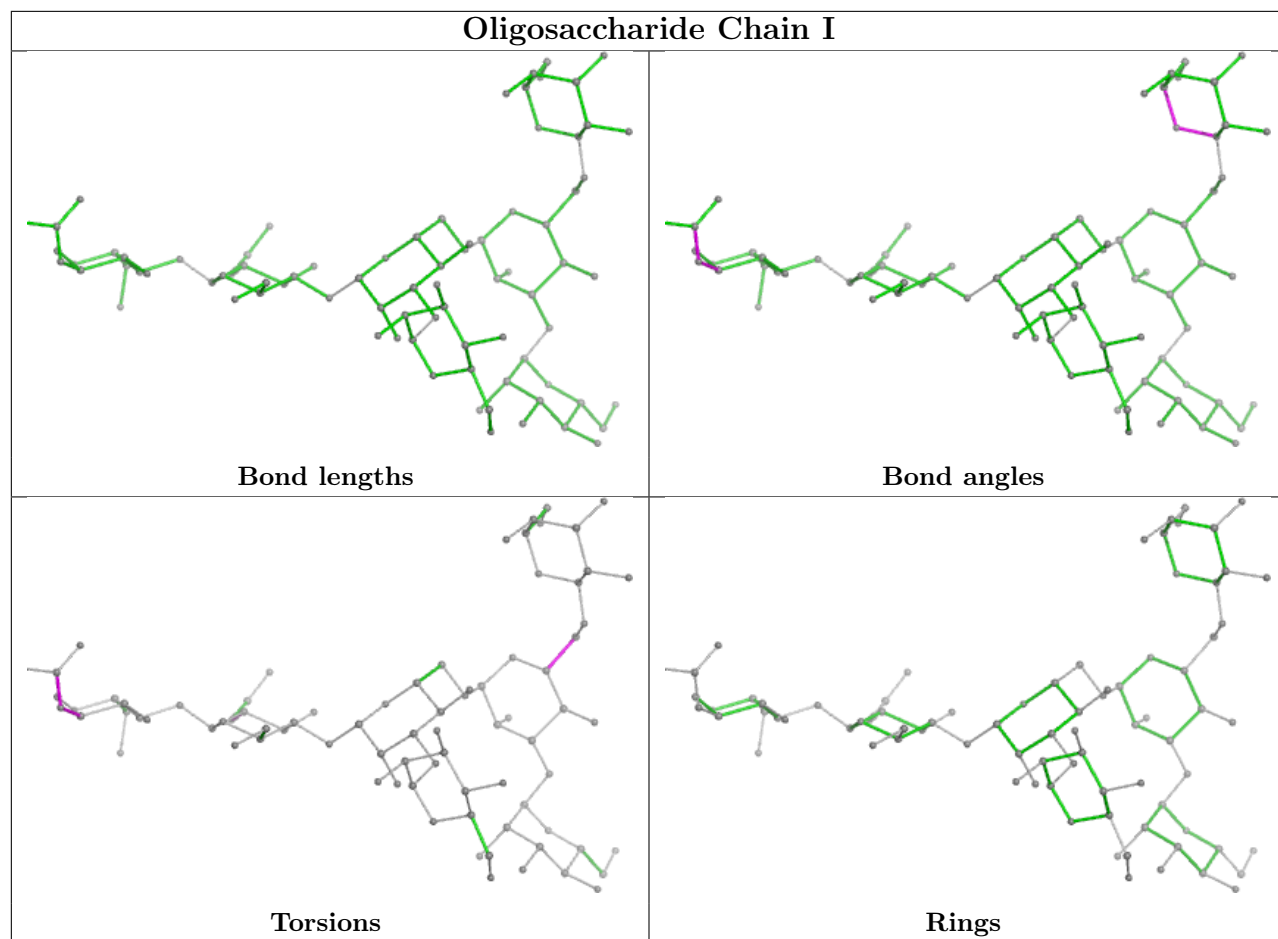 Oligosaccharide Chain I
Bond lengths
Bond angles
Torsions
Rings